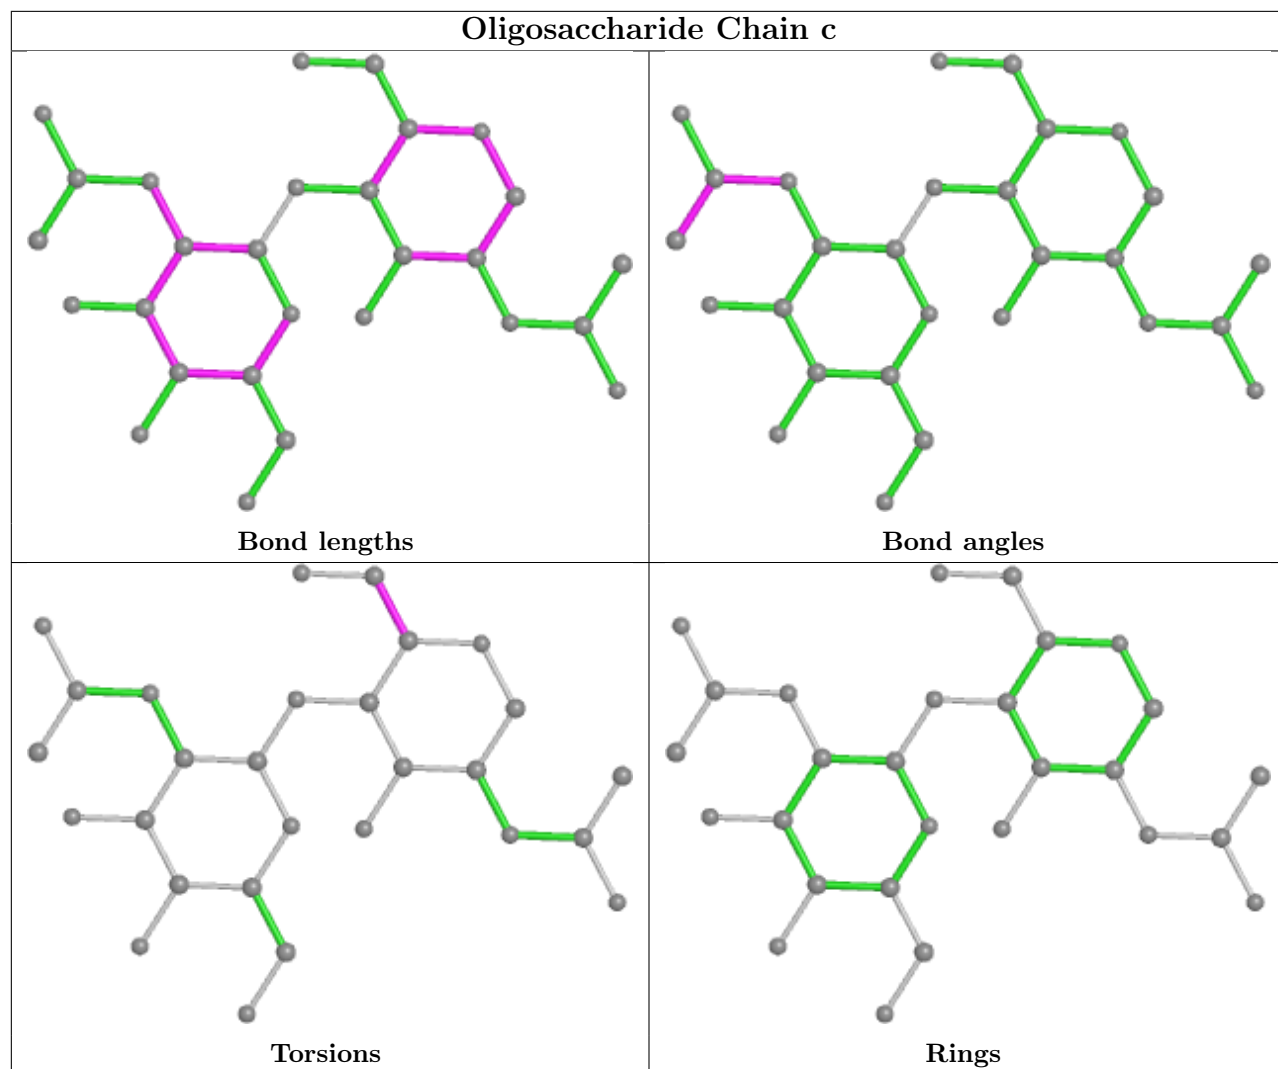 Oligosaccharide Chain c
Bond lengths
Bond angles
Torsions
Rings